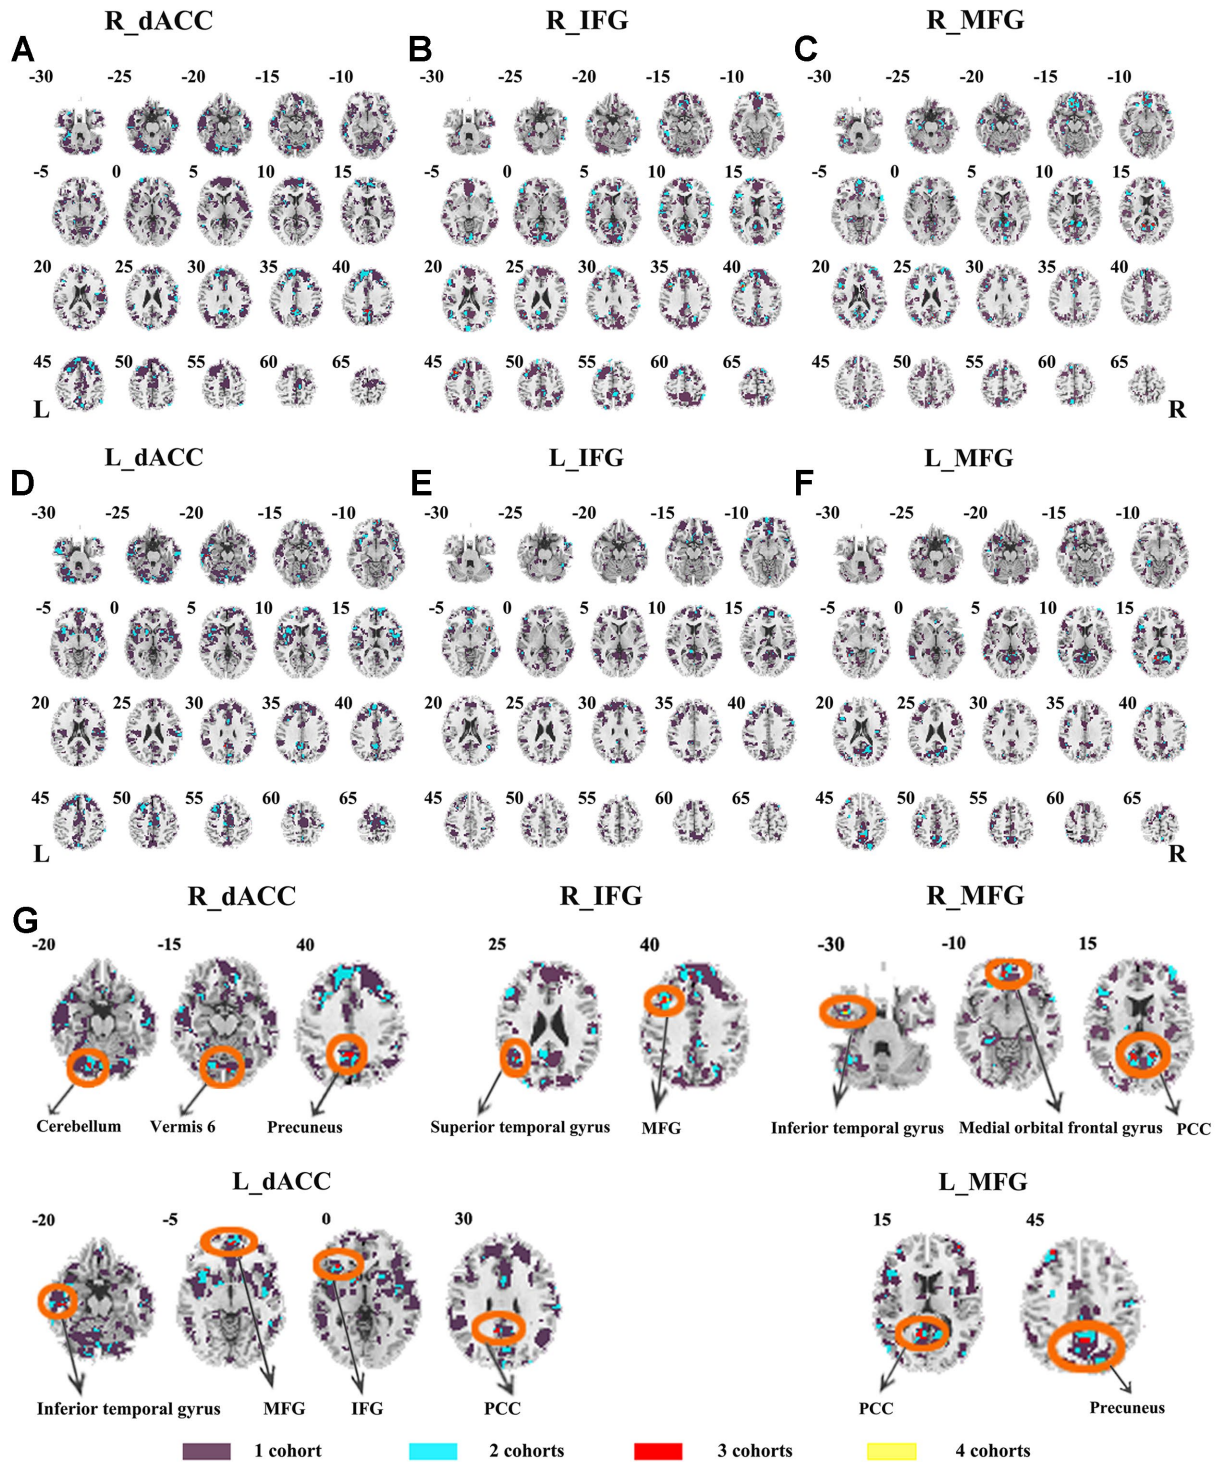 R_dACC R_IFG R_MFG
A B C
-30 -25 -20 -15 -10 -30 -25 -20 -15 -10 -30 -25 -20 -15 -10
-5 0 5 10 15 -5 0 5 10 15 -5 0 5 10 15
20 25 30 35 40 20 25 30 35 40 20 25 30 35 40
45 50 55 60 65 45 50 55 60 65 45 50 55 60 65
L R
L_dACC L_IFG L_MFG
D E F
-30 -25 -20 -15 -10 -30 -25 -20 -15 -10 -30 -25 -20 -15 -10
-5 0 5 10 15 -5 0 5 10 15 -5 0 5 10 15
20 25 30 35 40 20 25 30 35 40 20 25 30 35 40
45 50 55 60 65 45 50 55 60 65 45 50 55 60 65
L R
R_dACC R_IFG R_MFG
G
-20 -15 40 25 40 -30 -10 15
Cerebellum Vermis 6 Precuneus Superior temporal gyrus MFG Inferior temporal gyrus Medial orbital frontal gyrus PCC
L_dACC L_MFG
-20 -5 0 30 15 45
Inferior temporal gyrus MFG IFG PCC PCC Precuneus
1 cohort 2 cohorts 3 cohorts 4 cohorts